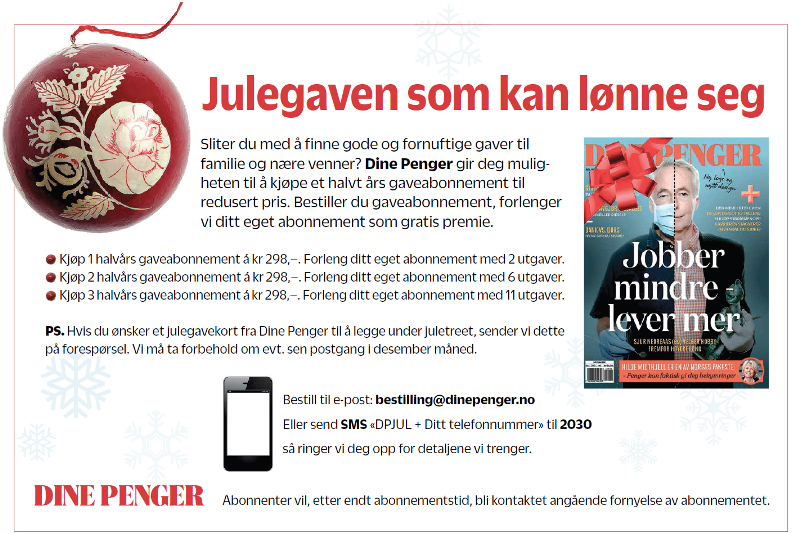 Julegaven som kan lønne seg
Sliter du med å finne gode og fornuftige gaver til
familie og nære venner? Dine Penger gir deg mulig-
heten til å kjøpe et halvt års gaveabonnement til
redusert pris. Bestiller du gaveabonnement, forlenger
vi ditt eget abonnement som gratis premie.
Kjøp 1 halvårs gaveabonnement á kr 298,–. Forleng ditt eget abonnement med 2 utgaver.
Kjøp 2 halvårs gaveabonnement á kr 298,–. Forleng ditt eget abonnement med 6 utgaver.
Kjøp 3 halvårs gaveabonnement á kr 298,–. Forleng ditt eget abonnement med 11 utgaver.
PS. Hvis du ønsker et julegavekort fra Dine Penger til å legge under juletreet, sender vi dette
på forespørsel. Vi må ta forbehold om evt. sen postgang i desember måned.
DINE PENGER
Jobber
mindre –
lever mer
Bestill til e-post: bestilling@dinepenger.no
Eller send SMS «DPJUL + Ditt telefonnummer» til 2030
så ringer vi deg opp for detaljene vi trenger.
DINE PENGER
Abonnenter vil, etter endt abonnementstid, bli kontaktet angående fornyelse av abonnementet.